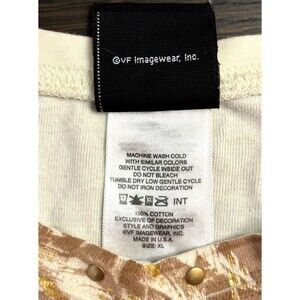 ©VF Imagewear, Inc.
MACHINE WASH COLD
WITH SIMILAR COLORS
GENTLE CYCLE INSIDE OUT
DO NOT BLEACH
TUMBLE DRY LOW GENTLE CYCLE
DO NOT IRON DECORATION
INT
100% COTTON
EXCLUSIVE OF DECORATION
STYLE AND GRAPHICS
© VF IMAGEWEAR, INC.
MADE IN U.S.A.
SIZE: XL